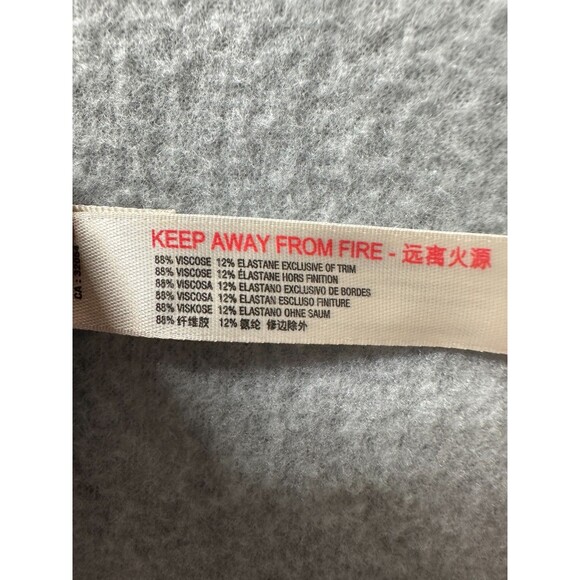 KEEP AWAY FROM FIRE - 远离火源
88% VISCOSE 12% ELASTANE EXCLUSIVE OF TRIM
88% VISCOSE 12% ÉLASTANE HORS FINITION
88% VISCOSA 12% ELASTANO EXCLUSIVO DE BORDES
88% VISCOSA 12% ELASTAN ESCLUSO FINITURE
88% VISKOSE 12% ELASTAN OHNE SAUM
88% 纤维胶 12% 氨纶 修边除外